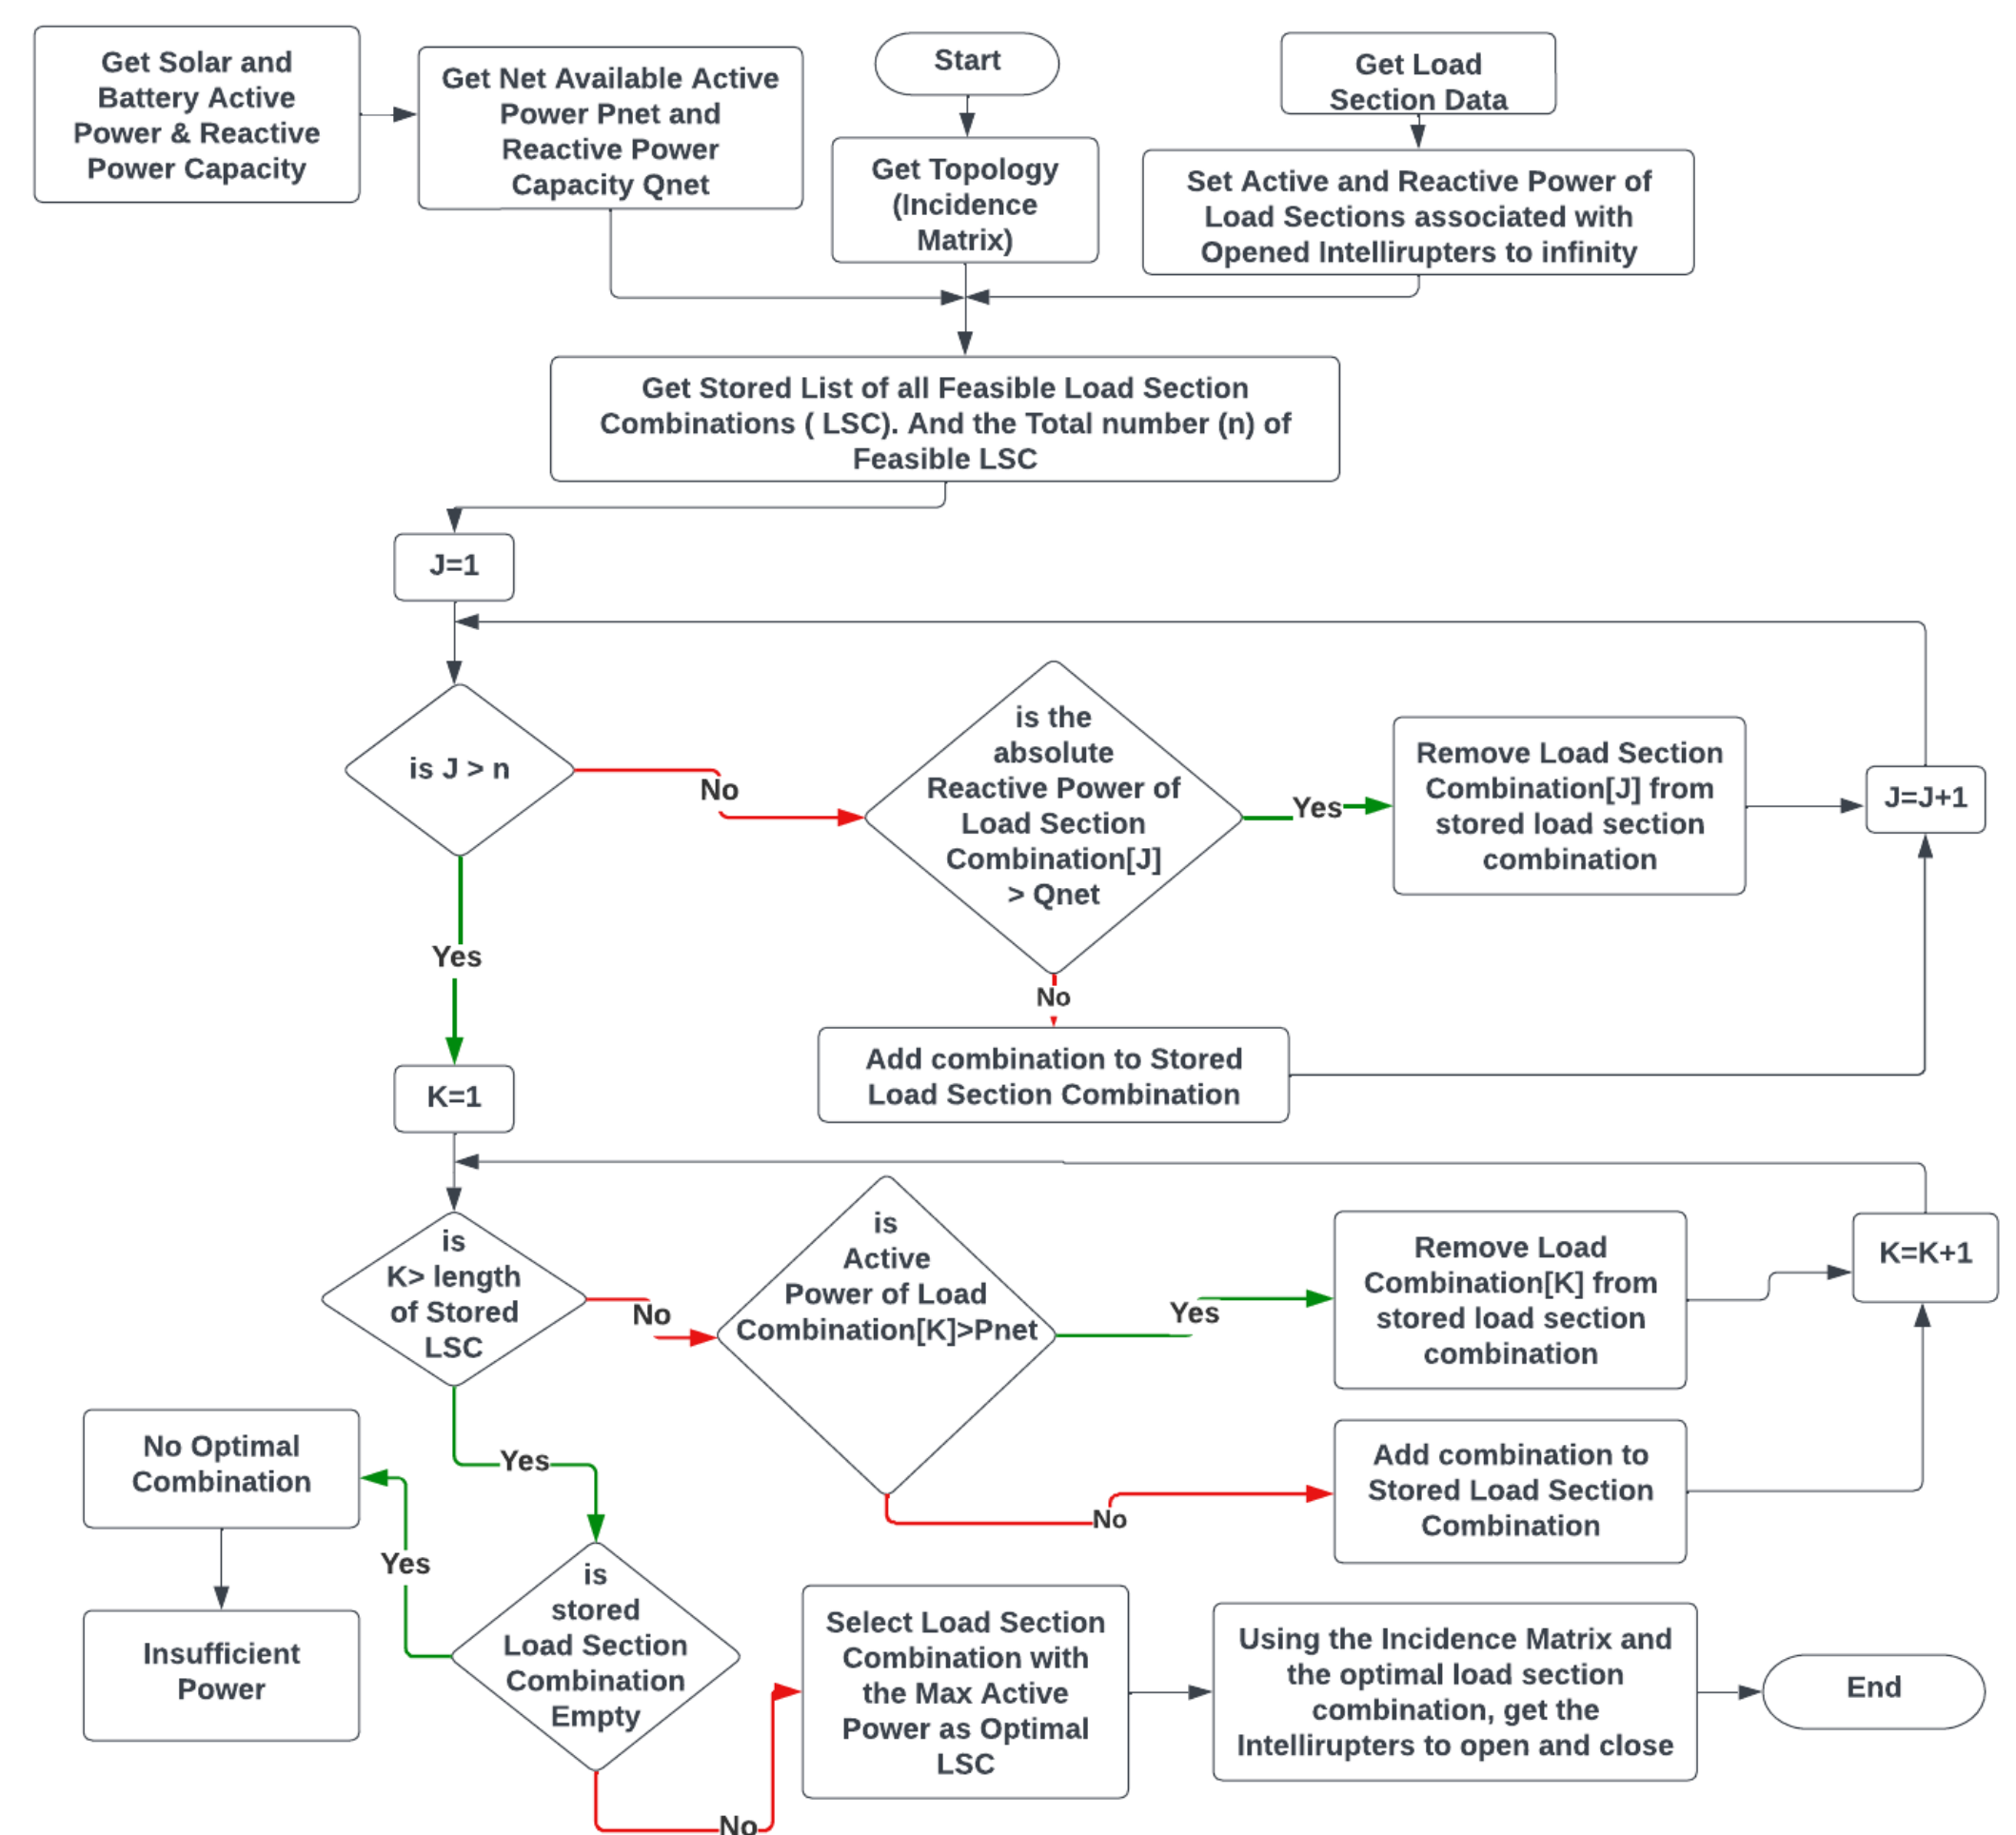 Get Solar and
Battery Active
Power & Reactive
Power Capacity
Get Net Available Active
Power Pnet and
Reactive Power
Capacity Qnet
Start
Get Topology
(Incidence
Matrix)
Get Load
Section Data
Set Active and Reactive Power of
Load Sections associated with
Opened Intellirupters to infinity
Get Stored List of all Feasible Load Section
Combinations ( LSC). And the Total number (n) of
Feasible LSC
J=1
is J > n
No
is the
absolute
Reactive Power of
Load Section
Combination[J]
> Qnet
Yes
Remove Load Section
Combination[J] from
stored load section
combination
J=J+1
Yes
No
Add combination to Stored
Load Section Combination
K=1
is
K> length
of Stored
LSC
No
is
Active
Power of Load
Combination[K]>Pnet
Yes
Remove Load
Combination[K] from
stored load section
combination
K=K+1
No
Add combination to
Stored Load Section
Combination
Yes
No Optimal
Combination
Yes
Insufficient
Power
is
stored
Load Section
Combination
Empty
No
Select Load Section
Combination with
the Max Active
Power as Optimal
LSC
Using the Incidence Matrix and
the optimal load section
combination, get the
Intellirupters to open and close
End